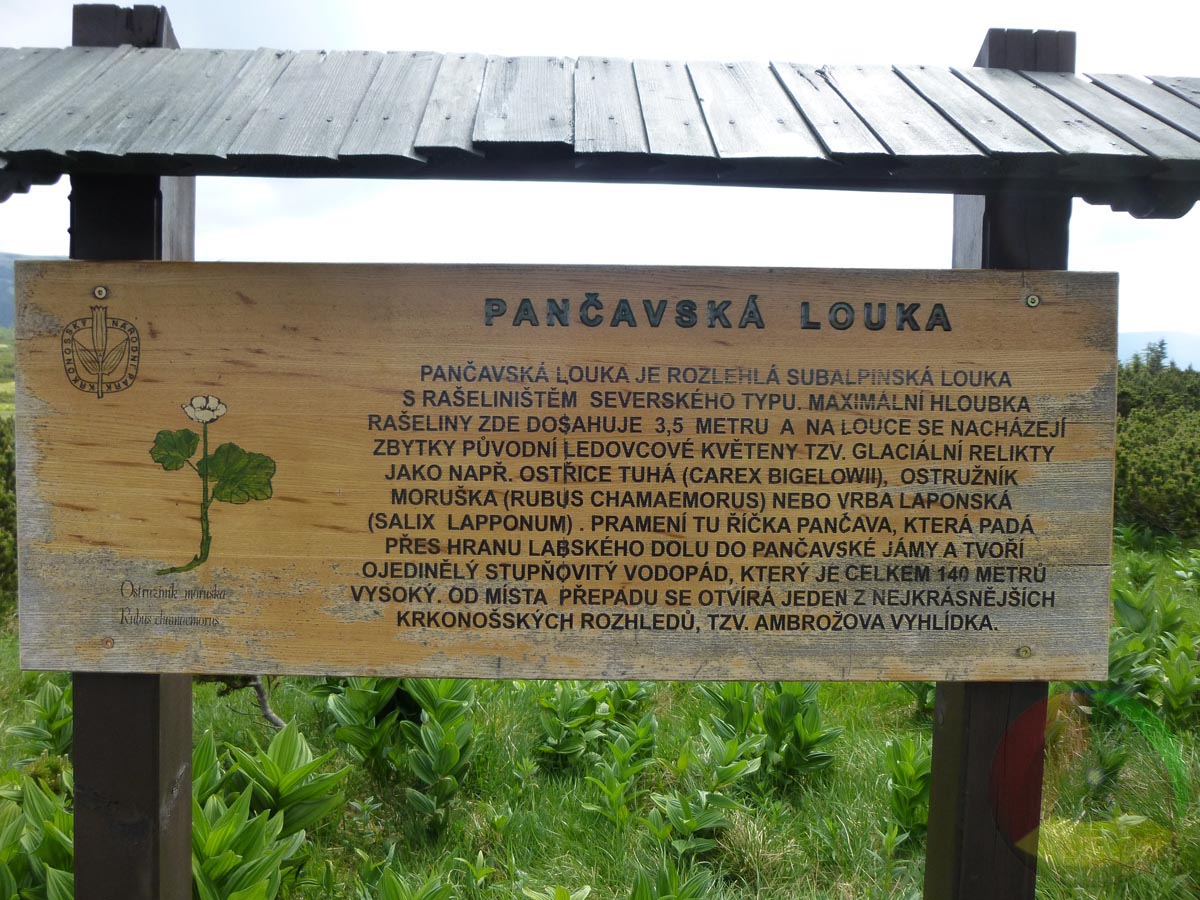 PANČAVSKÁ LOUKA
KRKONOŠSKÝ NÁRODNÍ PARK
PANČAVSKÁ LOUKA JE ROZLEHLÁ SUBALPINSKÁ LOUKA
S RAŠELINIŠTĚM SEVERSKÉHO TYPU. MAXIMÁLNÍ HLOUBKA
RAŠELINY ZDE DOSAHUJE 3,5 METRU A NA LOUCE SE NACHÁZEJÍ
ZBYTKY PŮVODNÍ LEDOVCOVÉ KVĚTENY TZV. GLACIÁLNÍ RELIKTY
JAKO NAPŘ. OSTŘICE TUHÁ (CAREX BIGELOWII), OSTRUŽNÍK
MORUŠKA (RUBUS CHAMAEMORUS) NEBO VRBA LAPONSKÁ
(SALIX LAPPONUM) . PRAMENÍ TU ŘÍČKA PANČAVA, KTERÁ PADÁ
PŘES HRANU LABSKÉHO DOLU DO PANČAVSKÉ JÁMY A TVOŘÍ
OJEDINĚLÝ STUPŇOVITÝ VODOPÁD, KTERÝ JE CELKEM 140 METRŮ
VYSOKÝ. OD MÍSTA PŘEPADU SE OTVÍRÁ JEDEN Z NEJKRÁSNĚJŠÍCH
KRKONOŠSKÝCH ROZHLEDŮ, TZV. AMBROŽOVA VYHLÍDKA.
Ostružiník moruška
Rubus chamaemorus